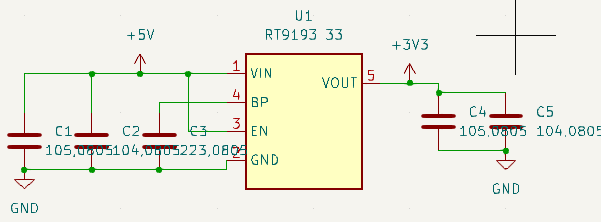 U1
RT9193 33
+5V
+3V3
1
VIN
VOUT
5
4
BP
3
EN
2
GND
C1
105,0805
C2
104,0805
C3
223,0805
C4
105,0805
C5
104,0805
GND
GND